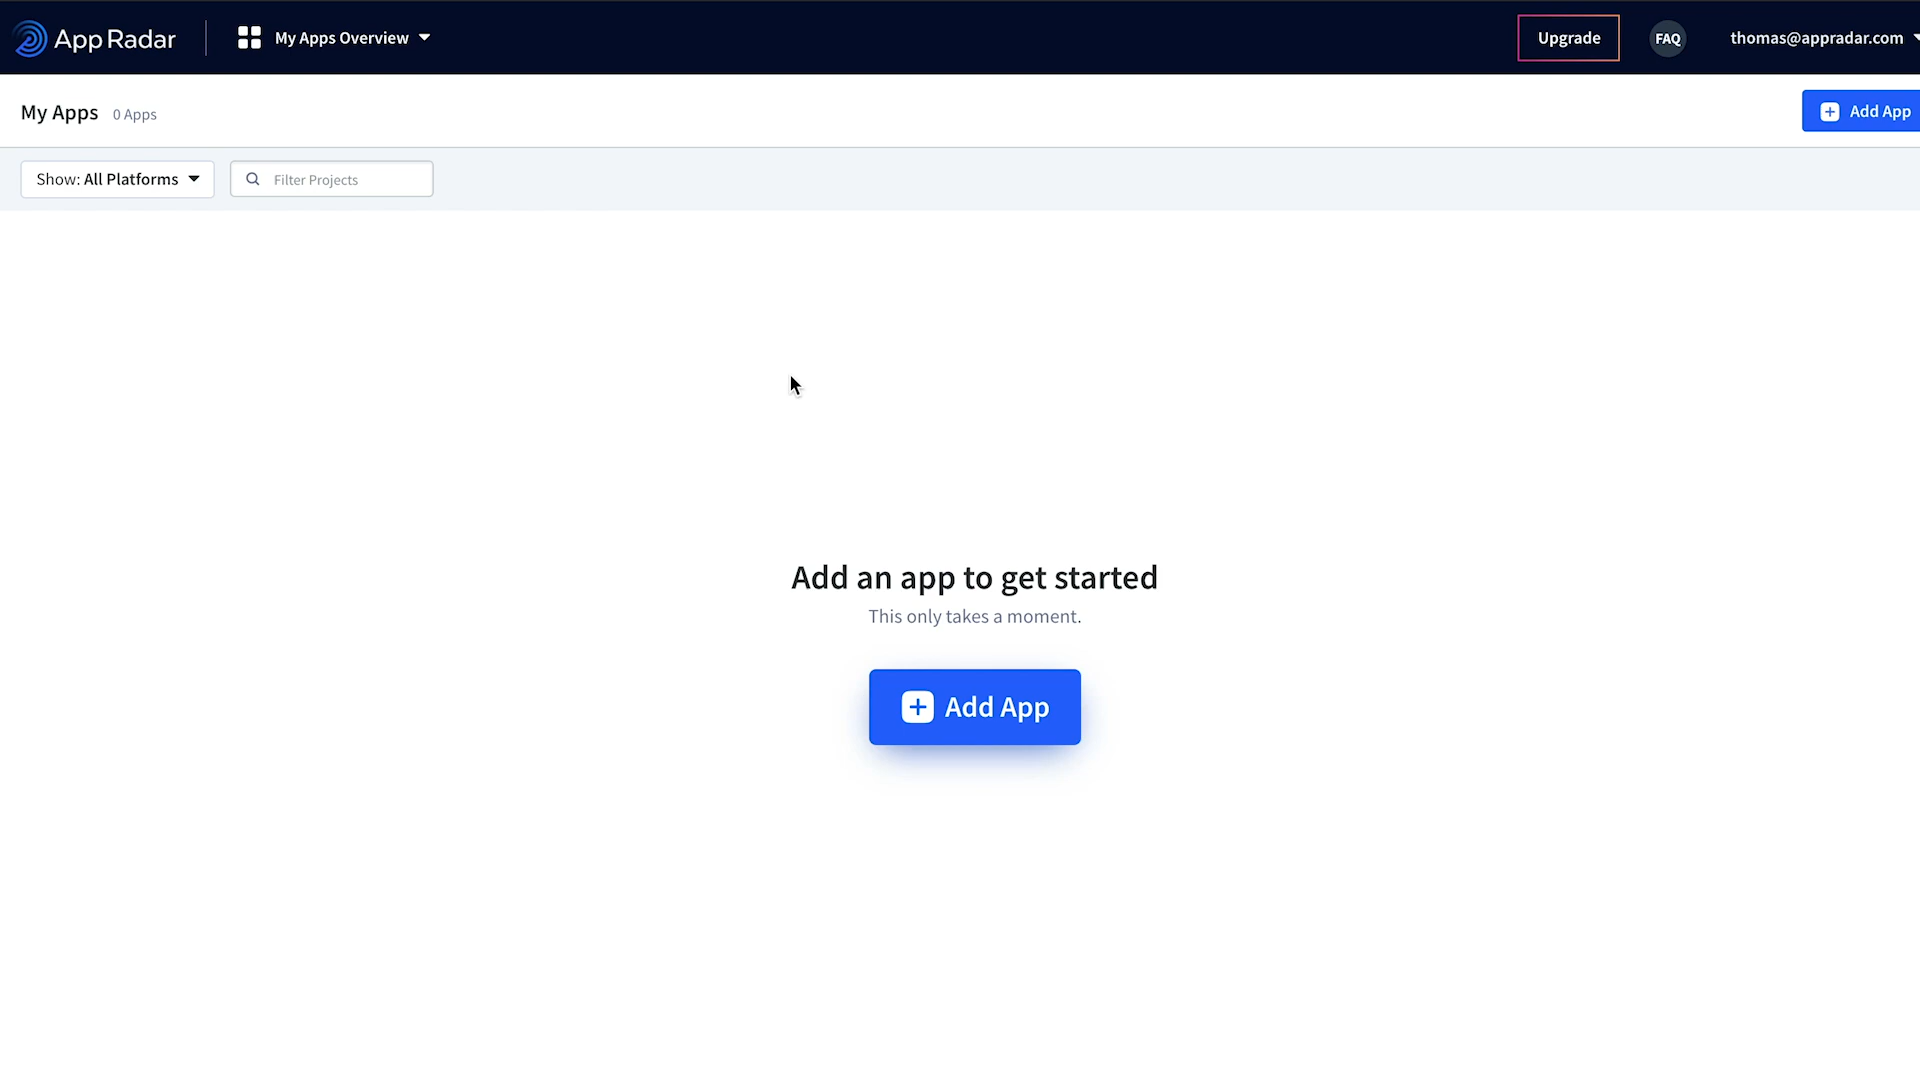 App Radar
My Apps Overview
Upgrade
FAQ
thomas@appradar.com
My Apps
0 Apps
Add App
Show: All Platforms
Filter Projects
Add an app to get started
This only takes a moment.
Add App